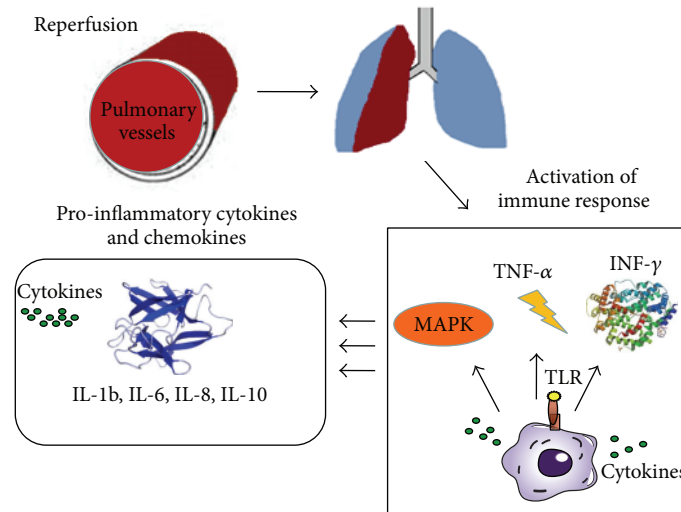 Reperfusion
Pulmonary
vessels
Activation of
immune response
Pro-inflammatory cytokines
and chemokines
Cytokines
IL-1b, IL-6, IL-8, IL-10
TNF-α
INF-γ
MAPK
TLR
Cytokines